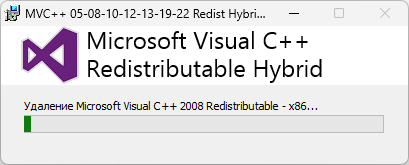 MVC++ 05-08-10-12-13-19-22 Redist Hybri...
Microsoft Visual C++
Redistributable Hybrid
Удаление Microsoft Visual C++ 2008 Redistributable - x86...